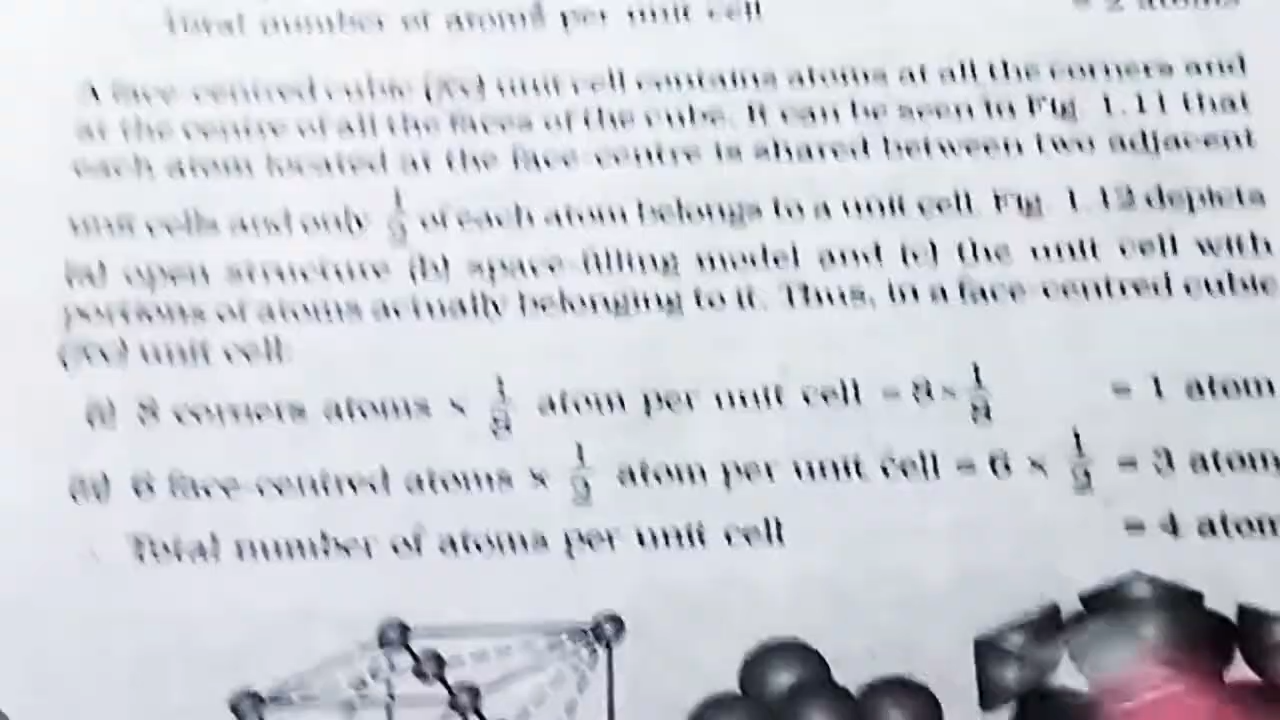 Total number of atoms per unit cell = 2 atoms
A face-centred cubic (fcc) unit cell contains atoms at all the corners and
at the centre of all the faces of the cube. It can be seen in Fig. 1.11 that
each atom located at the face-centre is shared between two adjacent
unit cells and only 1/2 of each atom belongs to a unit cell. Fig. 1.12 depicts
(a) open structure (b) space-filling model and (c) the unit cell with
portions of atoms actually belonging to it. Thus, in a face-centred cubic
(fcc) unit cell:
(i) 8 corners atoms × 1/8 atom per unit cell = 8 × 1/8 = 1 atom
(ii) 6 face-centred atoms × 1/2 atom per unit cell = 6 × 1/2 = 3 atom
∴ Total number of atoms per unit cell = 4 atom